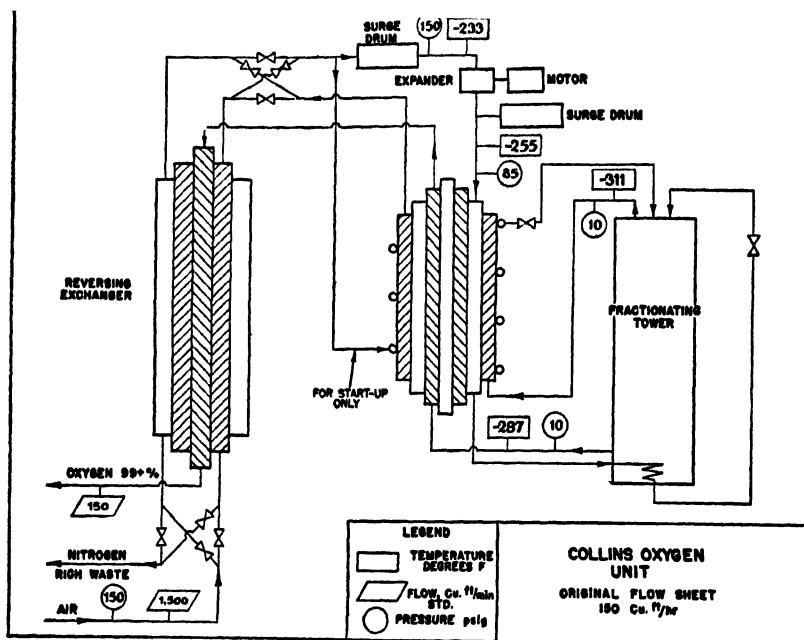 SURGE
DRUM
150
-233
EXPANDER
MOTOR
SURGE DRUM
-255
85
-311
10
REVERSING
EXCHANGER
FRACTIONATING
TOWER
FOR START-UP
ONLY
-287
10
OXYGEN 99+%
150
NITROGEN
RICH WASTE
AIR
150
1,500
LEGEND
TEMPERATURE
DEGREES F
FLOW, Cu. ft/min
STD.
PRESSURE psig
COLLINS OXYGEN
UNIT
ORIGINAL FLOW SHEET
150 Cu. ft/hr